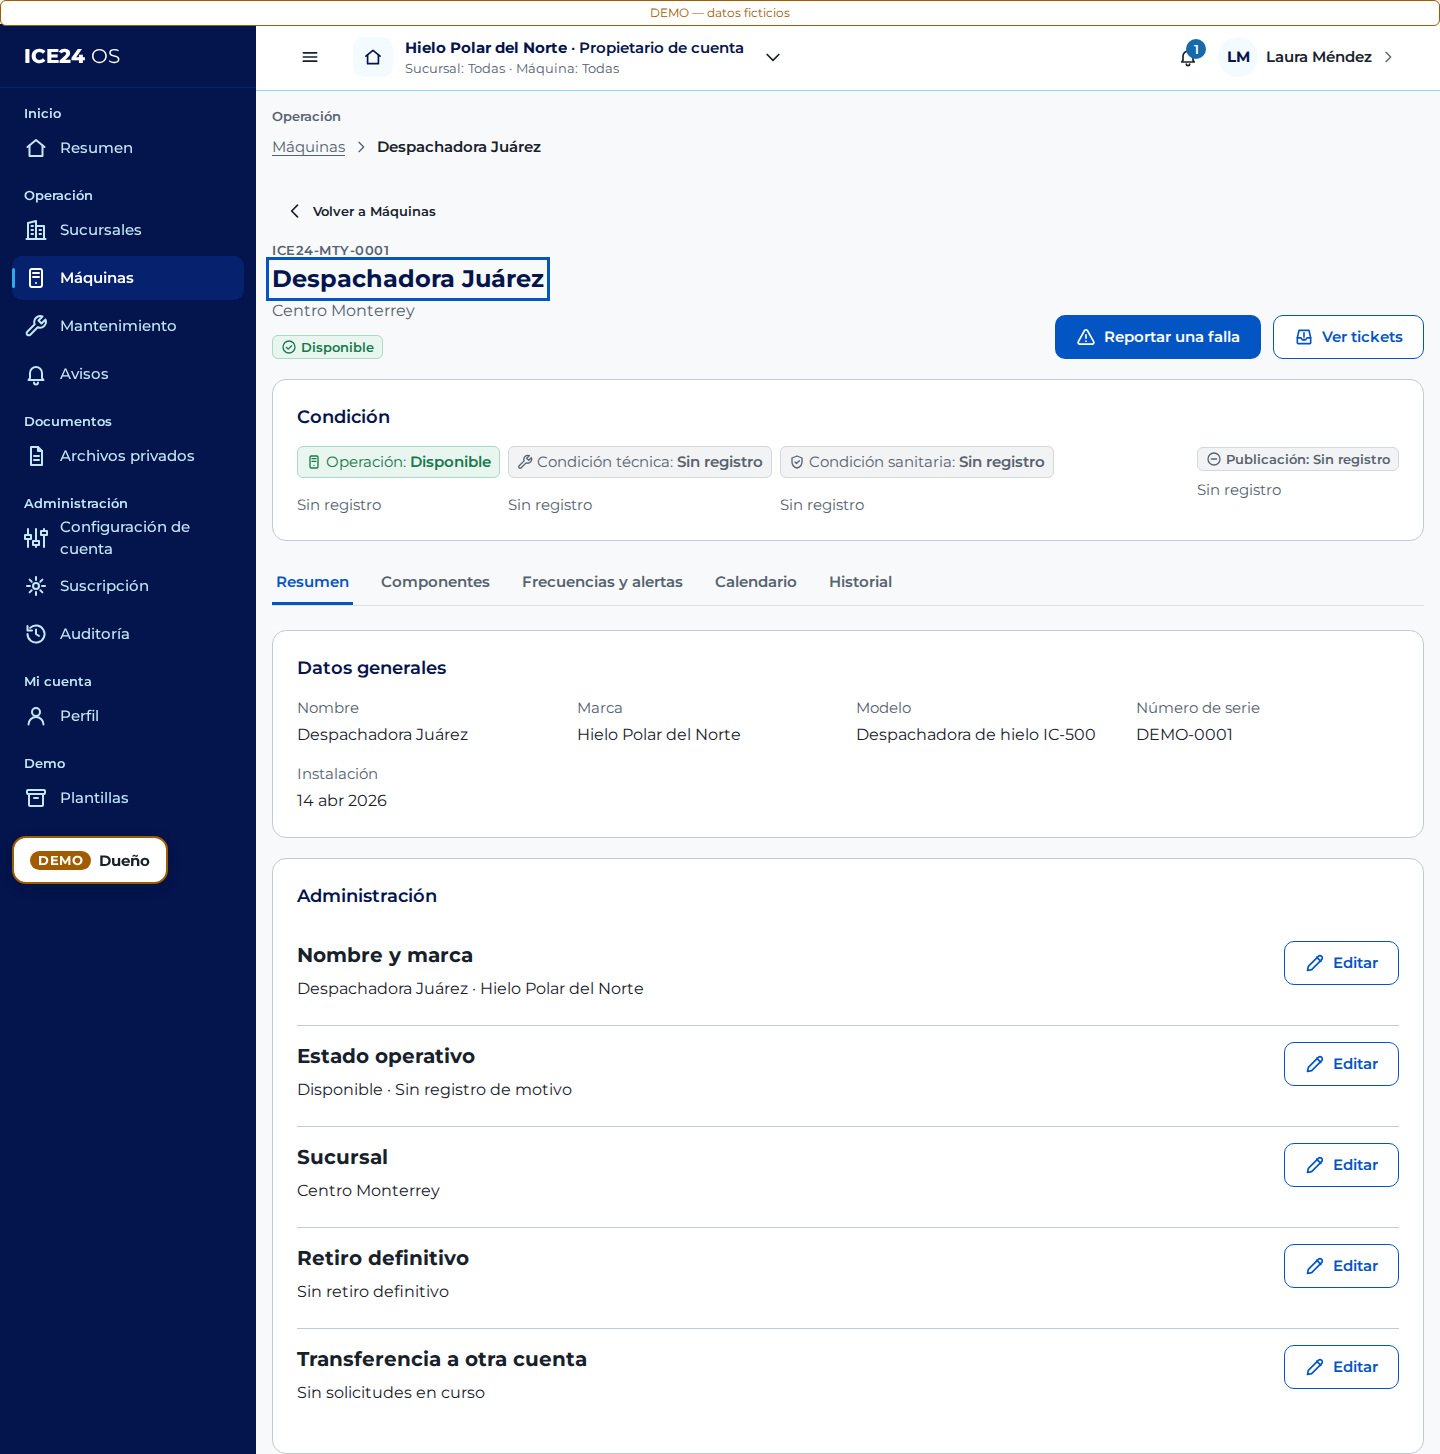 DEMO — datos ficticios
ICE24 OS
Inicio
Resumen
Operación
Sucursales
Máquinas
Mantenimiento
Avisos
Documentos
Archivos privados
Administración
Configuración de
cuenta
Suscripción
Auditoría
Mi cuenta
Perfil
Demo
Plantillas
DEMO Dueño
Hielo Polar del Norte · Propietario de cuenta
Sucursal: Todas · Máquina: Todas
1
LM Laura Méndez
Operación
Máquinas Despachadora Juárez
Volver a Máquinas
ICE24-MTY-0001
Despachadora Juárez
Centro Monterrey
Disponible
Reportar una falla
Ver tickets
Condición
Operación: Disponible
Condición técnica: Sin registro
Condición sanitaria: Sin registro
Publicación: Sin registro
Sin registro
Sin registro
Sin registro
Sin registro
Resumen Componentes Frecuencias y alertas Calendario Historial
Datos generales
Nombre
Despachadora Juárez
Marca
Hielo Polar del Norte
Modelo
Despachadora de hielo IC-500
Número de serie
DEMO-0001
Instalación
14 abr 2026
Administración
Nombre y marca
Despachadora Juárez · Hielo Polar del Norte
Editar
Estado operativo
Disponible · Sin registro de motivo
Editar
Sucursal
Centro Monterrey
Editar
Retiro definitivo
Sin retiro definitivo
Editar
Transferencia a otra cuenta
Sin solicitudes en curso
Editar